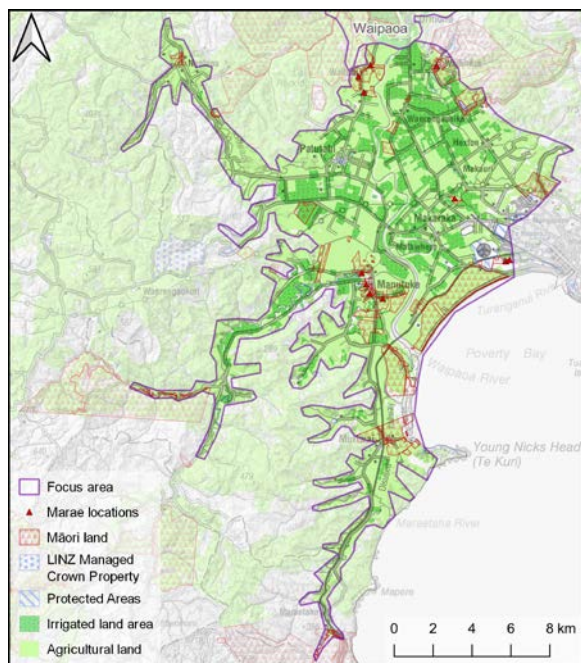 Waipaoa
Patutahi
Makaraka
Matawhero
Manutuke
Turanganui River
Poverty Bay
Waipaoa River
Young Nicks Head
(Te Kuri)
Maraetaha River
Focus area
Marae locations
Māori land
LINZ Managed
Crown Property
Protected Areas
Irrigated land area
Agricultural land
0 2 4 6 8 km